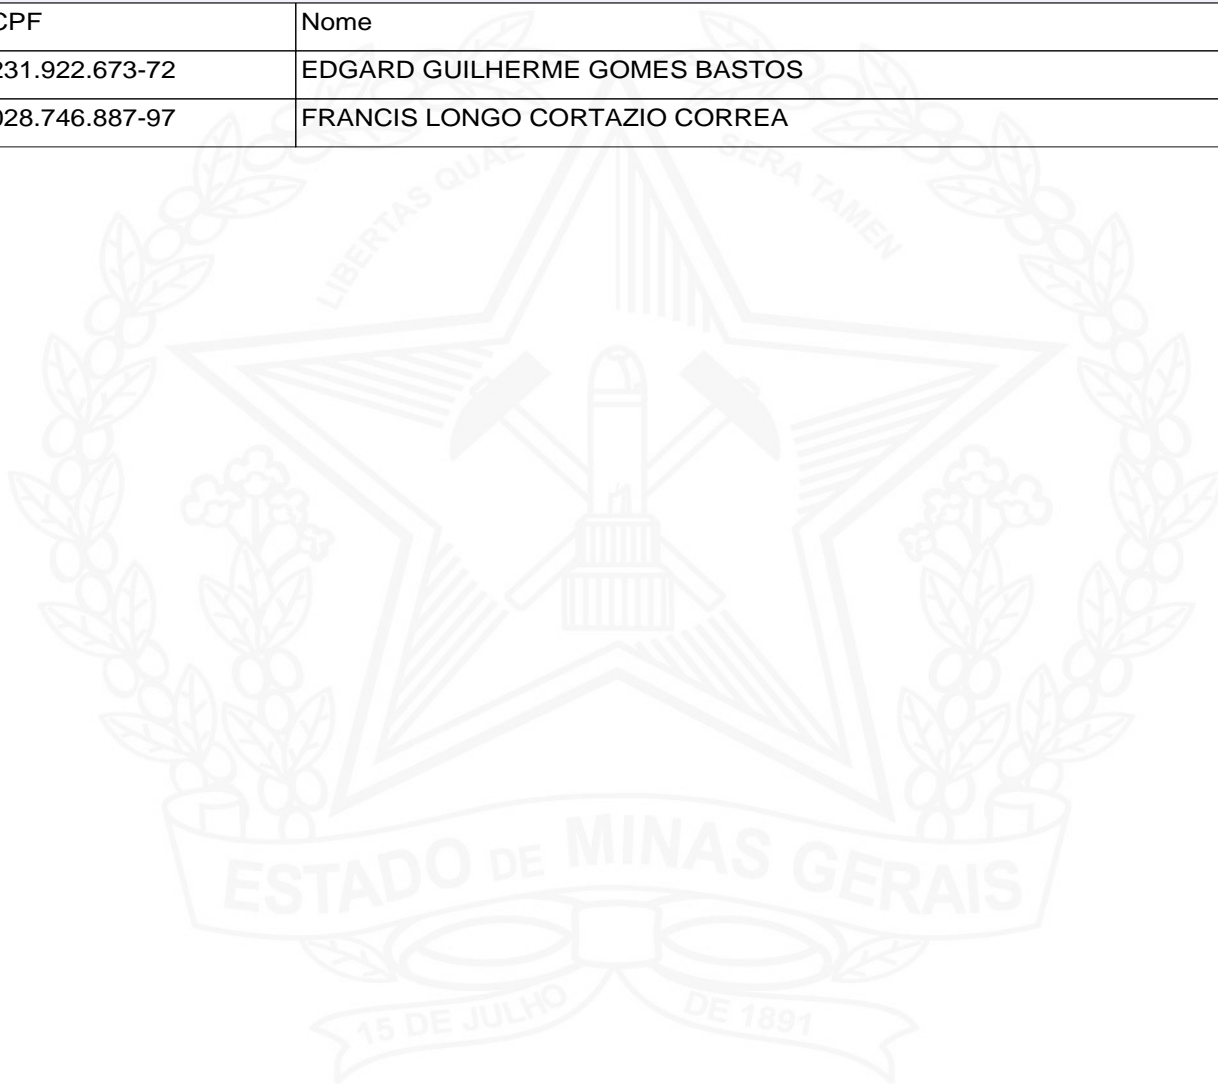 CPF Nome
231.922.673-72 EDGARD GUILHERME GOMES BASTOS
028.746.887-97 FRANCIS LONGO CORTAZIO CORREA
LIBERTAS QUAE SERA TAMEN
ESTADO DE MINAS GERAIS
15 DE JULHO DE 1891